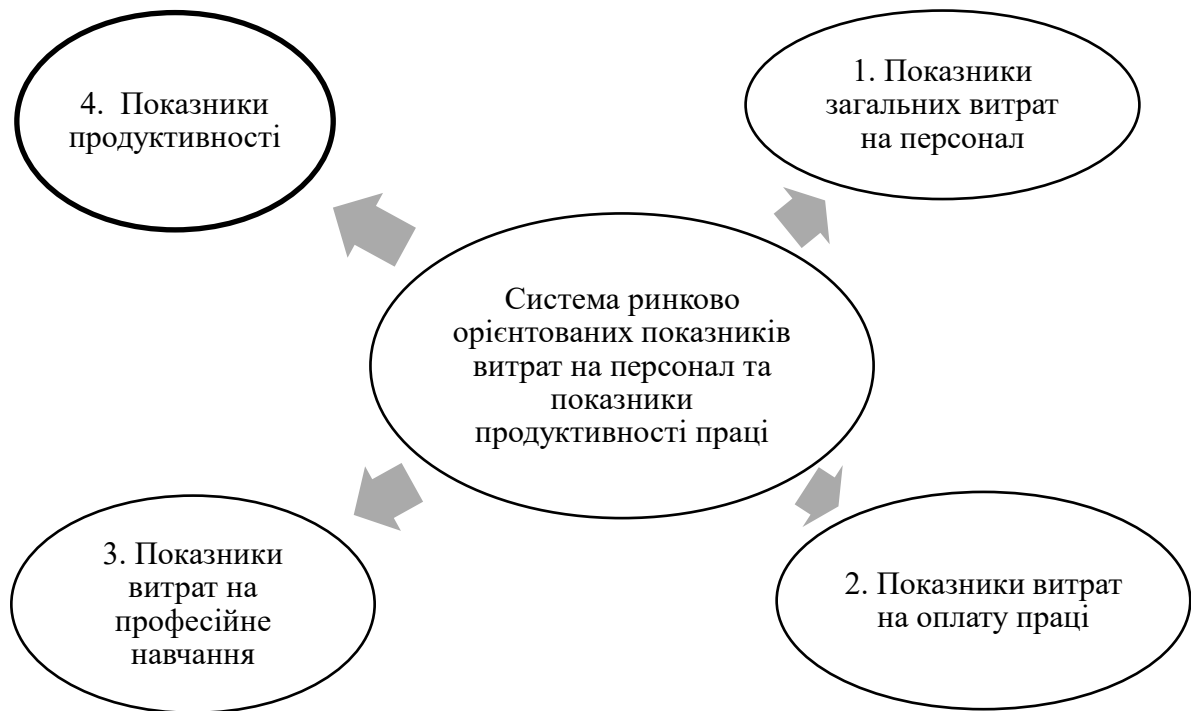 4. Показники
продуктивності
1. Показники
загальних витрат
на персонал
Система ринково
орієнтованих показників
витрат на персонал та
показники
продуктивності праці
3. Показники
витрат на
професійне
навчання
2. Показники витрат
на оплату праці